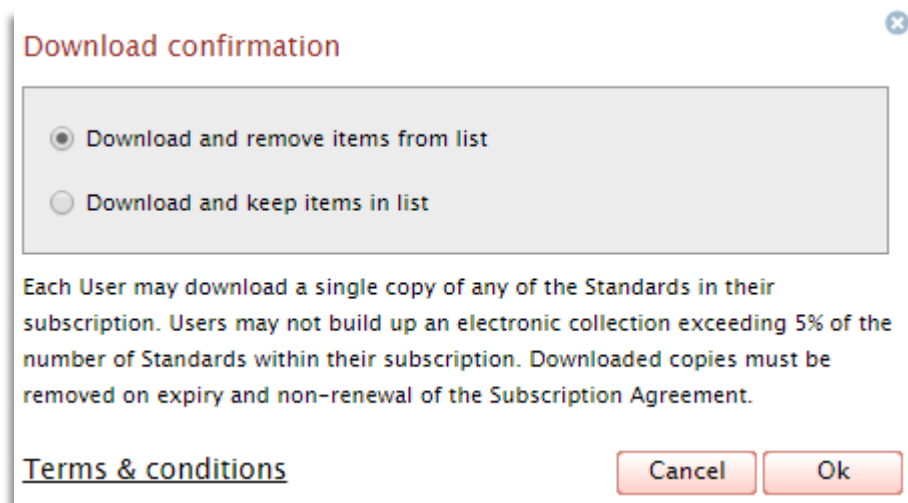 Download confirmation
Download and remove items from list
Download and keep items in list
Each User may download a single copy of any of the Standards in their
subscription. Users may not build up an electronic collection exceeding 5% of the
number of Standards within their subscription. Downloaded copies must be
removed on expiry and non-renewal of the Subscription Agreement.
Terms & conditions
Cancel
Ok